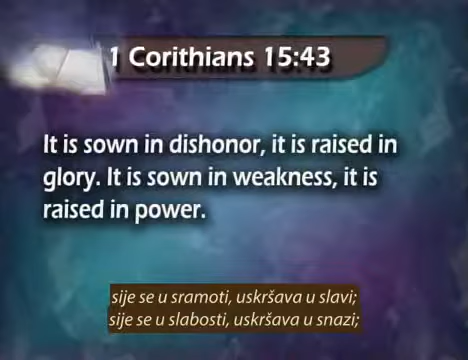 1 Corithians 15:43
It is sown in dishonor, it is raised in
glory. It is sown in weakness, it is
raised in power.
sije se u sramoti, uskršava u slavi;
sije se u slabosti, uskršava u snazi;